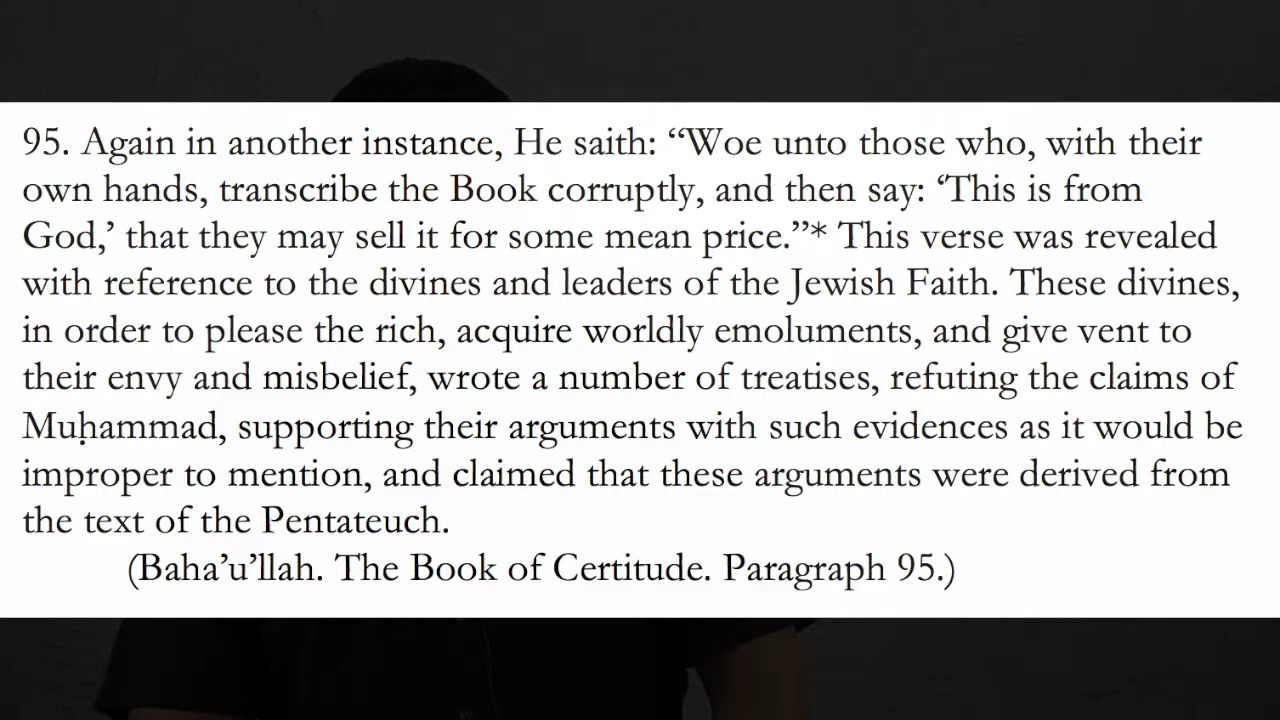 95. Again in another instance, He saith: “Woe unto those who, with their
own hands, transcribe the Book corruptly, and then say: ‘This is from
God,’ that they may sell it for some mean price.”* This verse was revealed
with reference to the divines and leaders of the Jewish Faith. These divines,
in order to please the rich, acquire worldly emoluments, and give vent to
their envy and misbelief, wrote a number of treatises, refuting the claims of
Muḥammad, supporting their arguments with such evidences as it would be
improper to mention, and claimed that these arguments were derived from
the text of the Pentateuch.
(Baha’u’llah. The Book of Certitude. Paragraph 95.)